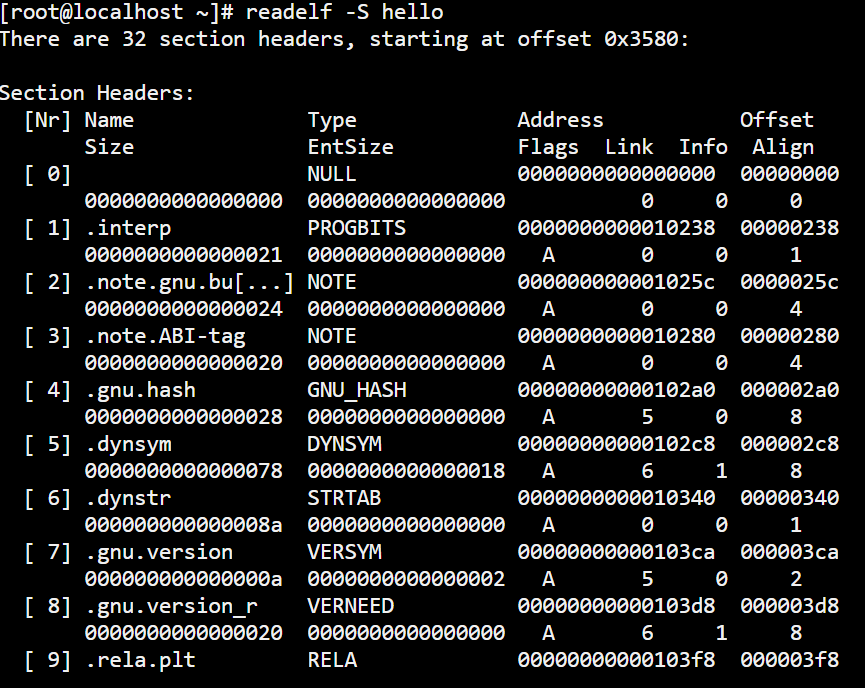 [root@localhost ~]# readelf -S hello
There are 32 section headers, starting at offset 0x3580:
Section Headers:
  [Nr] Name              Type             Address           Offset
       Size              EntSize          Flags  Link  Info  Align
  [ 0]                   NULL             0000000000000000  00000000
       0000000000000000  0000000000000000           0     0     0
  [ 1] .interp           PROGBITS         0000000000010238  00000238
       0000000000000021  0000000000000000   A       0     0     1
  [ 2] .note.gnu.bu[...] NOTE             000000000001025c  0000025c
       0000000000000024  0000000000000000   A       0     0     4
  [ 3] .note.ABI-tag     NOTE             0000000000010280  00000280
       0000000000000020  0000000000000000   A       0     0     4
  [ 4] .gnu.hash         GNU_HASH         00000000000102a0  000002a0
       0000000000000028  0000000000000000   A       5     0     8
  [ 5] .dynsym           DYNSYM           00000000000102c8  000002c8
       0000000000000078  0000000000000018   A       6     1     8
  [ 6] .dynstr           STRTAB           0000000000010340  00000340
       000000000000008a  0000000000000000   A       0     0     1
  [ 7] .gnu.version      VERSYM           00000000000103ca  000003ca
       000000000000000a  0000000000000002   A       5     0     2
  [ 8] .gnu.version_r    VERNEED          00000000000103d8  000003d8
       0000000000000020  0000000000000000   A       6     1     8
  [ 9] .rela.plt         RELA             00000000000103f8  000003f8